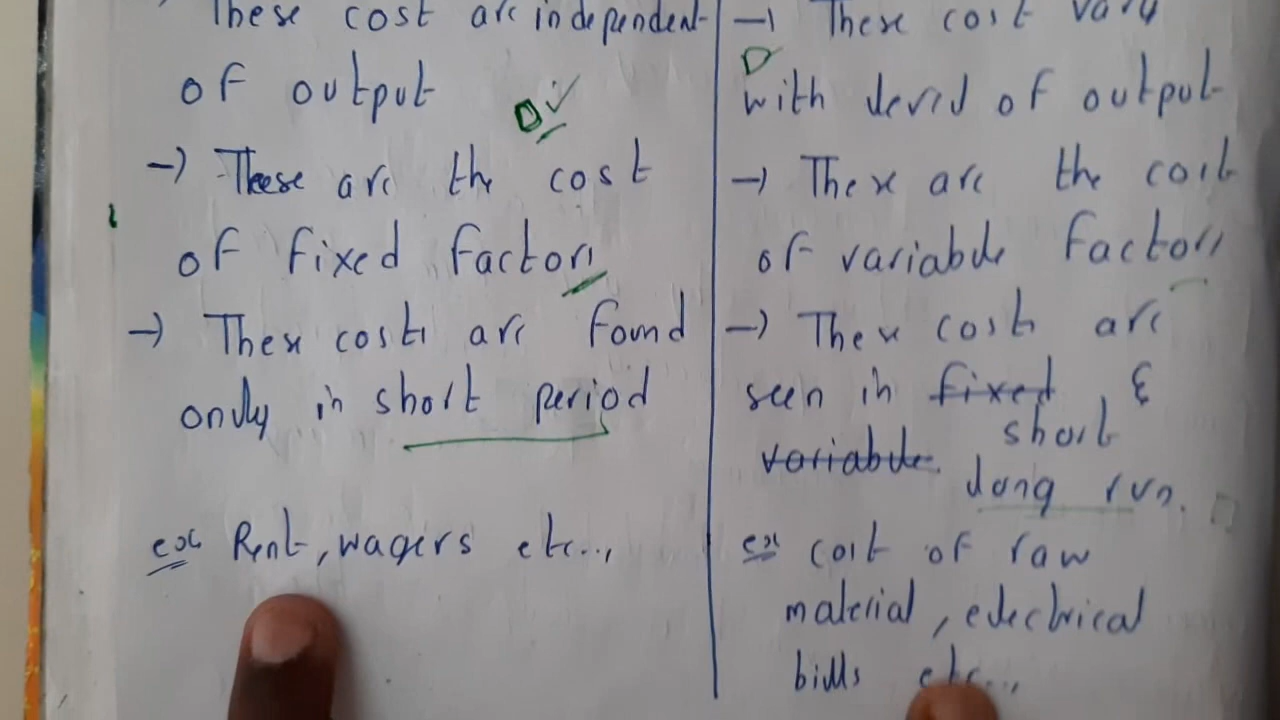 These cost are independent
of output
→ These are the cost
of fixed factors
→ These costs are found
only in short period
ex Rent, wagers etc..,
→ These cost vary
with level of output
→ These are the cost
of variable factors
→ These costs are
seen in fixed, &
short
variable
long run.
ex cost of raw
material, electrical
bills etc..,